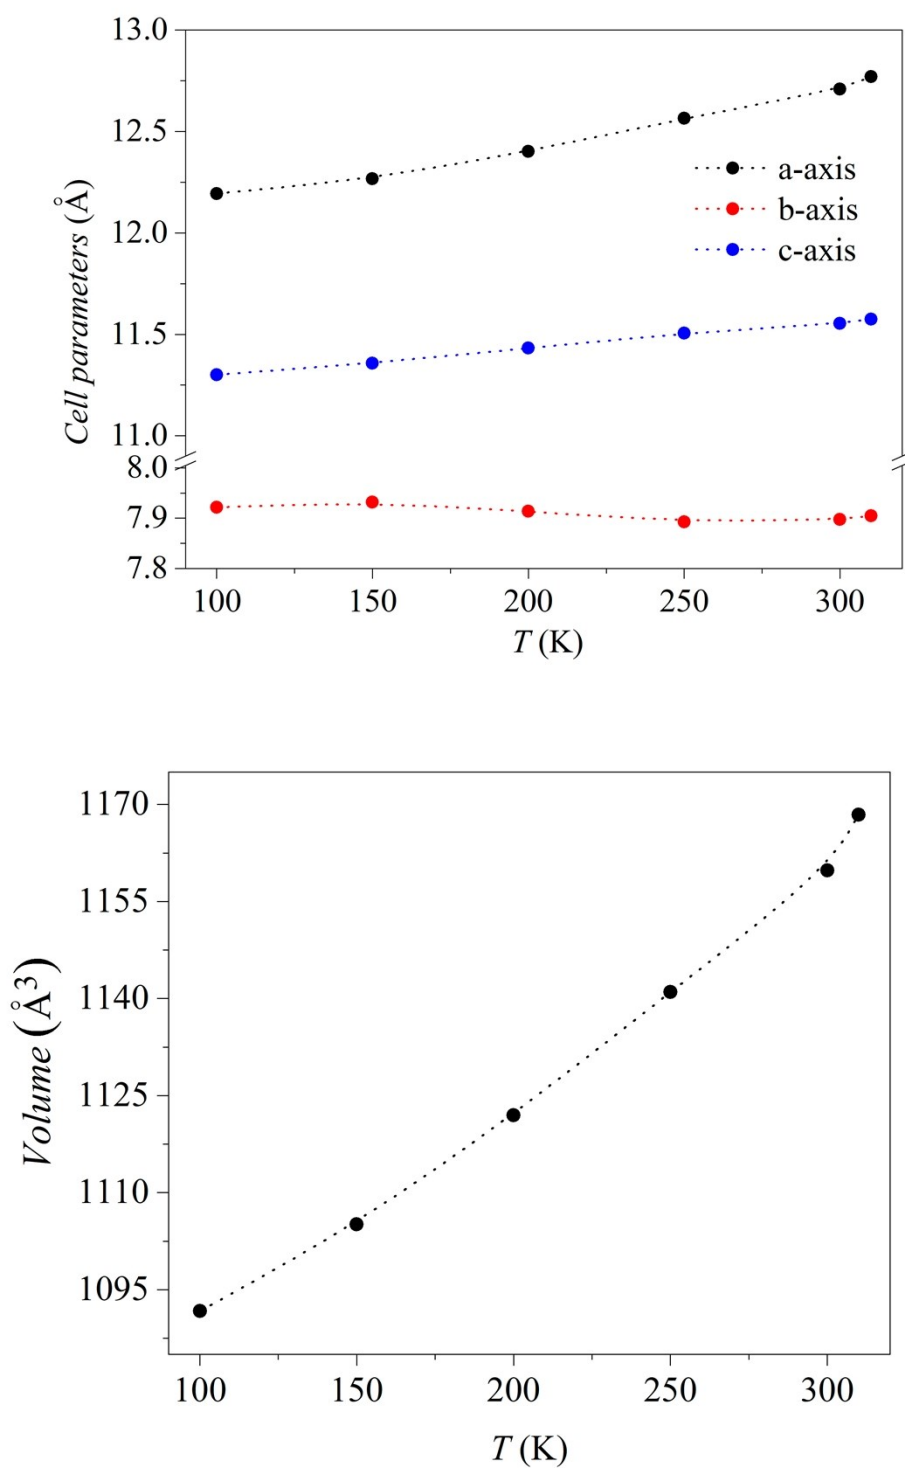 13.0
12.5
12.0
11.5
11.0
8.0
7.9
7.8
Cell parameters (Å)
a-axis
b-axis
c-axis
100 150 200 250 300
T (K)
1170
1155
1140
1125
1110
1095
Volume (Å3)
100 150 200 250 300
T (K)